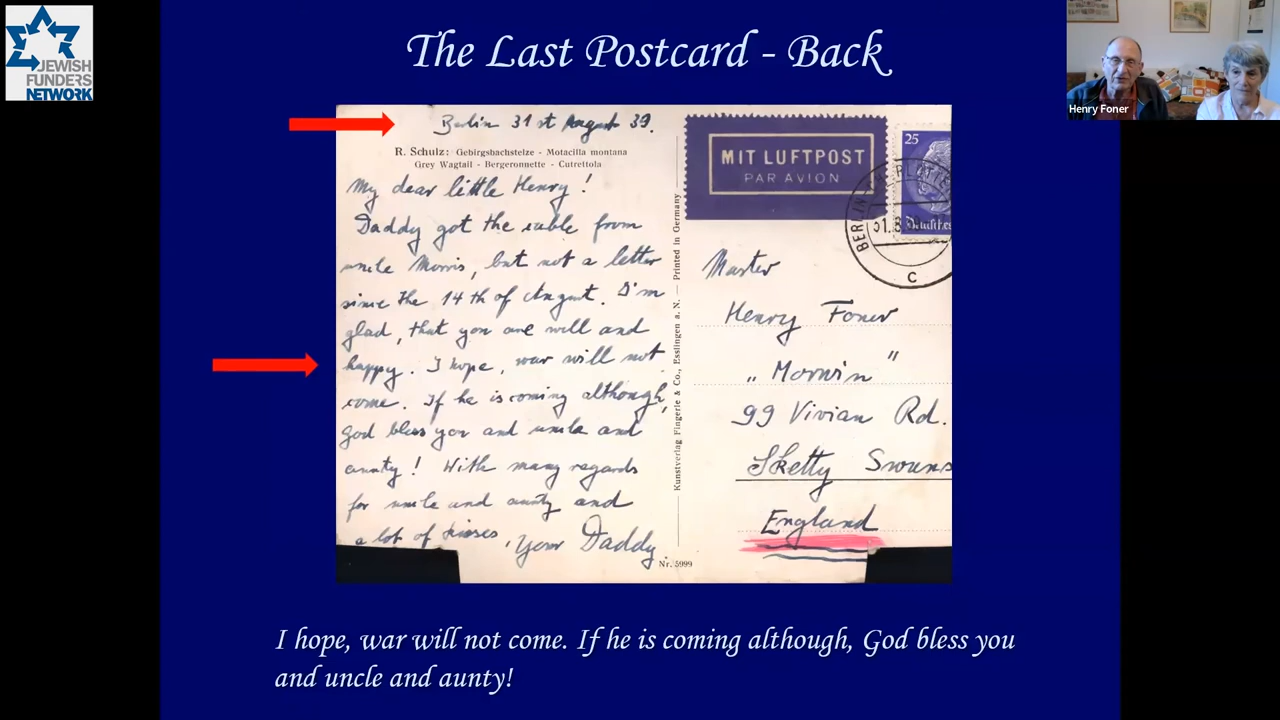 JEWISH
FUNDERS
NETWORK
The Last Postcard - Back
Henry Foner
Berlin 31st August 39.
R. Schulz: Gebirgsbachstelze - Motacilla montana
Grey Wagtail - Bergeronnette - Cutrettola
My dear little Henry!
Daddy got the cable from
uncle Morris, but not a letter
since the 14th of August. I'm
glad, that you are well and
happy. I hope, war will not
come. If he is coming although,
God bless you and uncle and
aunty! With many regards
for uncle and aunty and
a lot of kisses, your Daddy.
Nr. 5999
Kunstverlag Fingerle & Co., Esslingen a. N. — Printed in Germany
MIT LUFTPOST
PAR AVION
25
BERLIN
31.8
C
Master
Henry Foner
„Morwin"
99 Vivian Rd.
Sketty Swans
England
I hope, war will not come. If he is coming although, God bless you
and uncle and aunty!